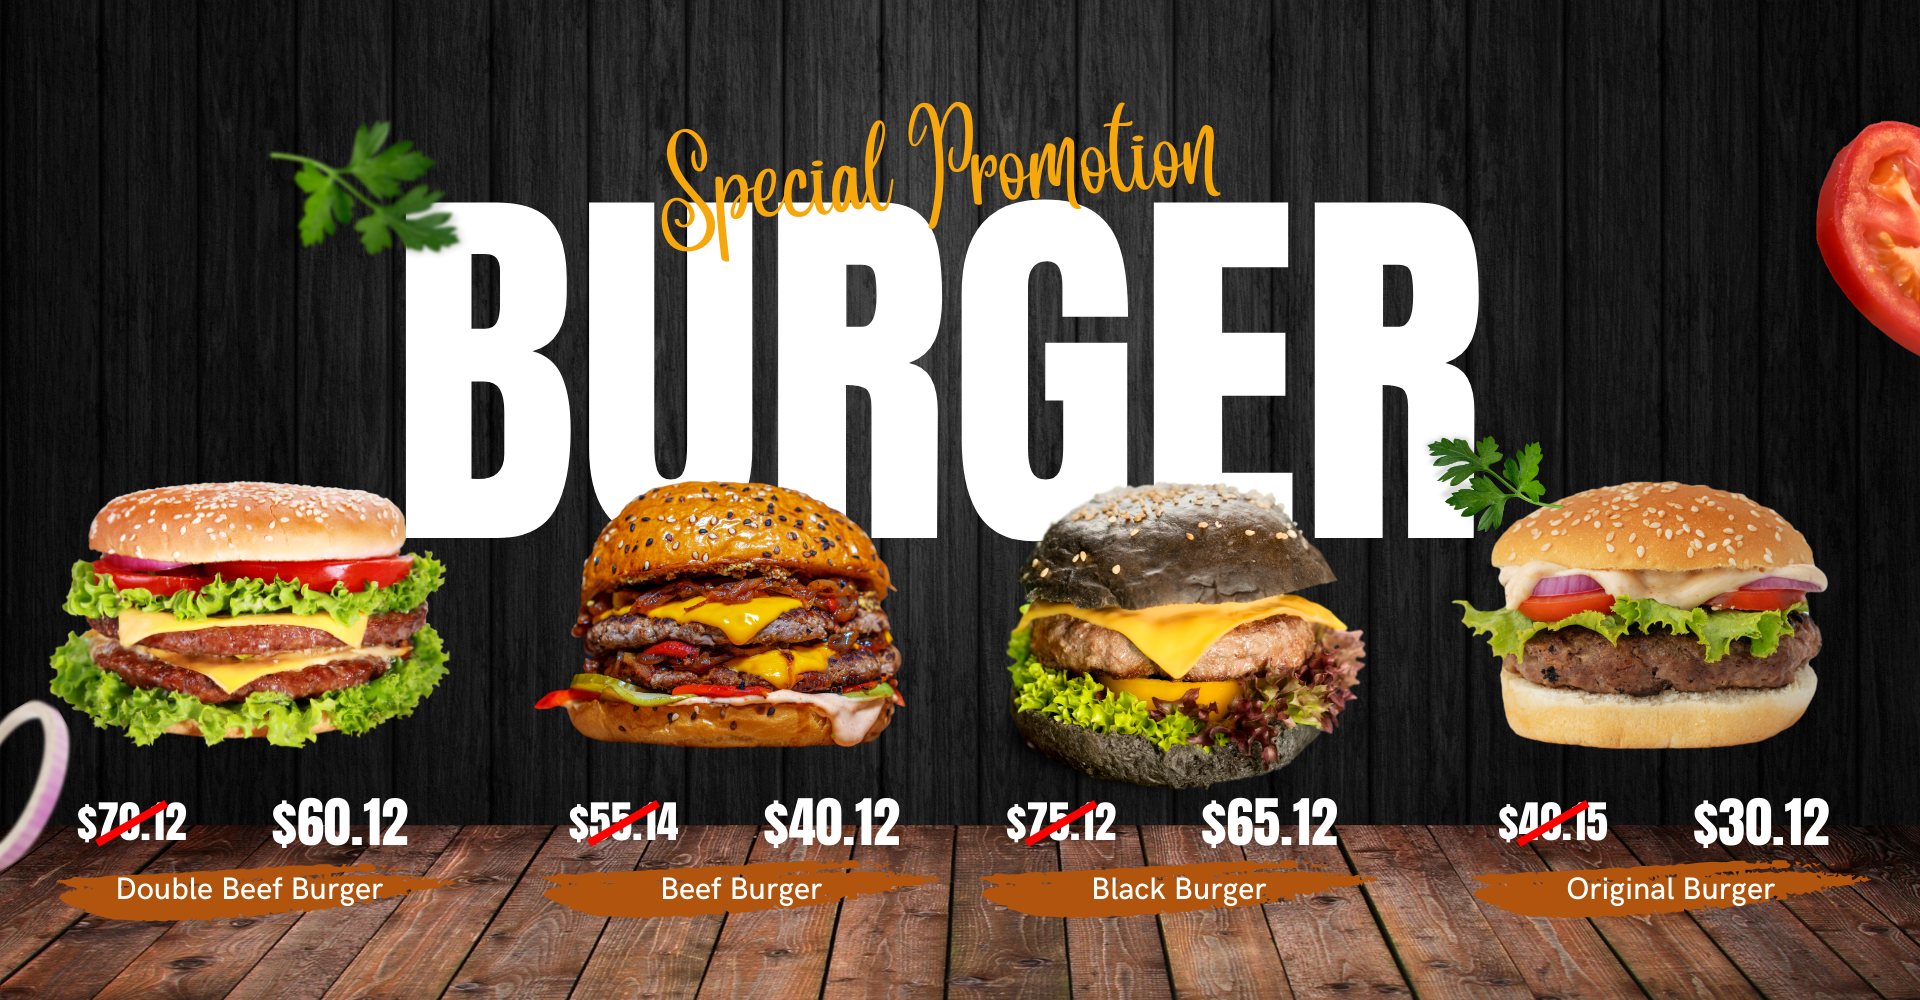 Special Promotion
BURGER
$70.12 $60.12
Double Beef Burger
$55.14 $40.12
Beef Burger
$75.12 $65.12
Black Burger
$40.15 $30.12
Original Burger